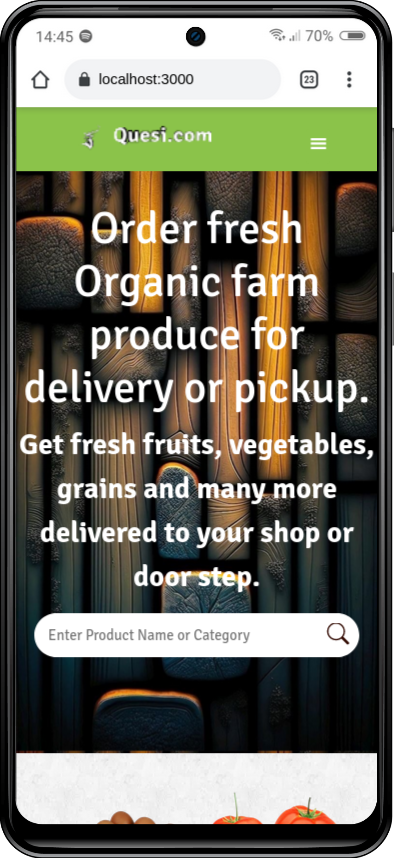 14:45
70%
localhost:3000
23
Quesi.com
Order fresh
Organic farm
produce for
delivery or pickup.
Get fresh fruits, vegetables,
grains and many more
delivered to your shop or
door step.
Enter Product Name or Category